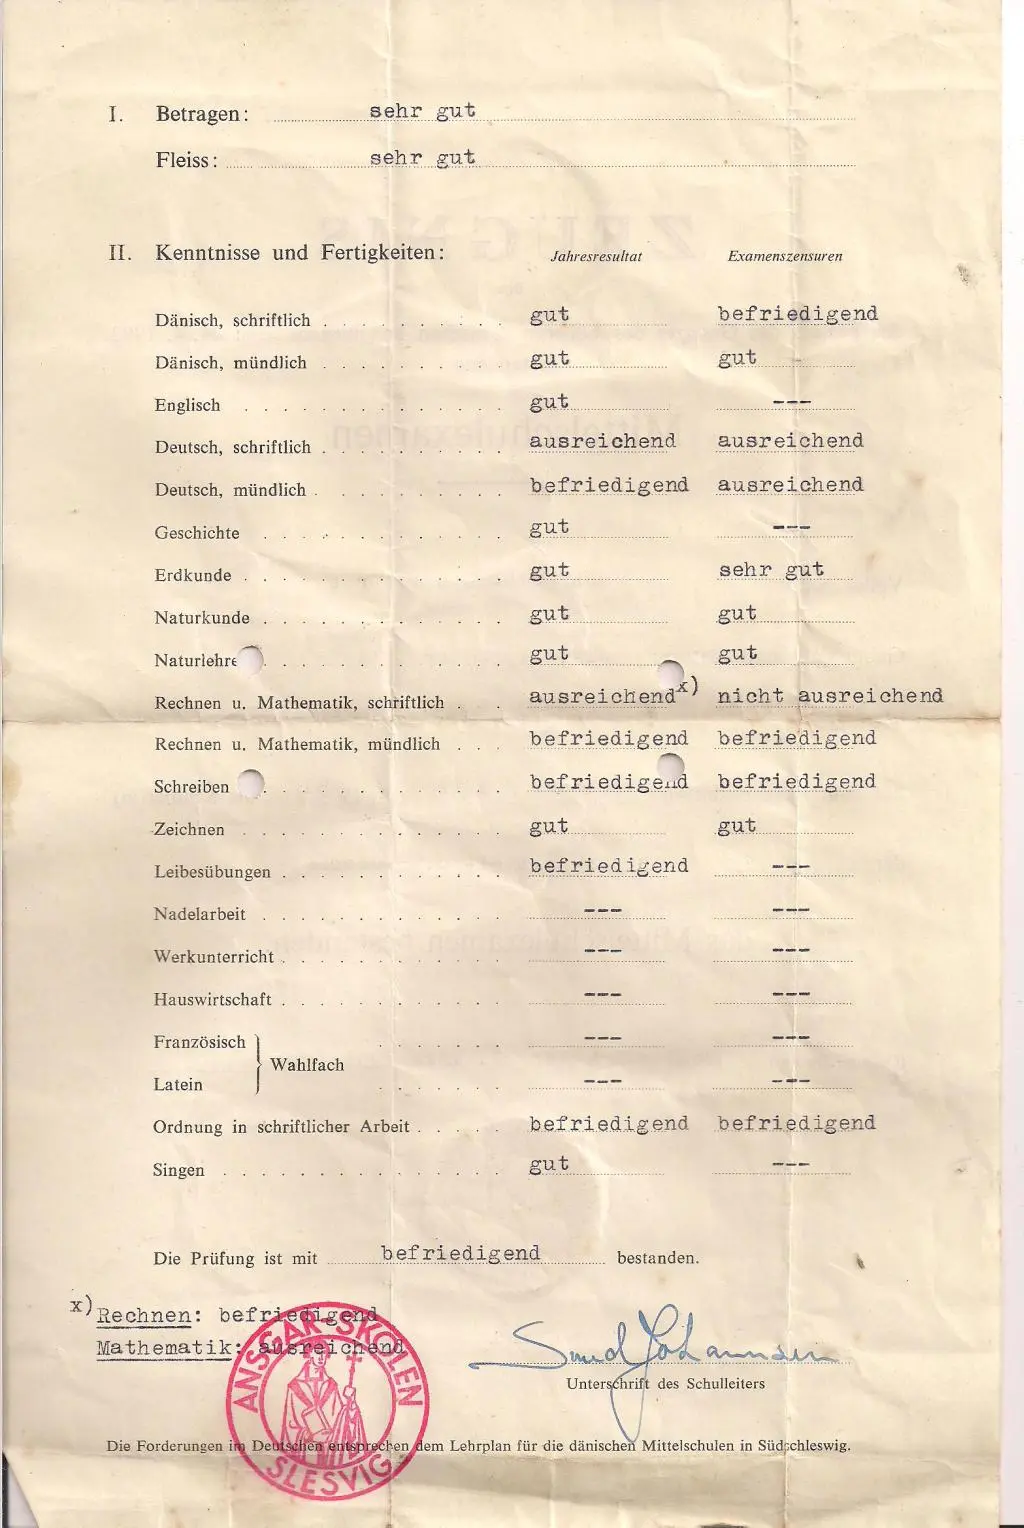 I. Betragen: sehr gut
Fleiss: sehr gut
II. Kenntnisse und Fertigkeiten: Jahresresultat Examenszensuren
Dänisch, schriftlich . . . . . . . . . . gut befriedigend
Dänisch, mündlich . . . . . . . . . . gut gut
Englisch . . . . . . . . . . . . . . gut ---
Deutsch, schriftlich . . . . . . . . . . ausreichend ausreichend
Deutsch, mündlich . . . . . . . . . . befriedigend ausreichend
Geschichte . . . . . . . . . . . . . gut ---
Erdkunde . . . . . . . . . . . . . . gut sehr gut
Naturkunde . . . . . . . . . . . . . gut gut
Naturlehre . . . . . . . . . . . . . gut gut
Rechnen u. Mathematik, schriftlich . . . ausreichend x) nicht ausreichend
Rechnen u. Mathematik, mündlich . . . befriedigend befriedigend
Schreiben . . . . . . . . . . . . . befriedigend befriedigend
Zeichnen . . . . . . . . . . . . . . gut gut
Leibesübungen . . . . . . . . . . . . befriedigend ---
Nadelarbeit . . . . . . . . . . . . . --- ---
Werkunterricht . . . . . . . . . . . . --- ---
Hauswirtschaft . . . . . . . . . . . . --- ---
Französisch . . . . . . . --- ---
Wahlfach
Latein . . . . . . . --- ---
Ordnung in schriftlicher Arbeit . . . . . befriedigend befriedigend
Singen . . . . . . . . . . . . . . . gut ---
Die Prüfung ist mit befriedigend bestanden.
x) Rechnen: befriedigend
Mathematik: ausreichend
ANSGAR-SKOLEN
SLESVIG
Johannsen
Unterschrift des Schulleiters
Die Forderungen im Deutschen entsprechen dem Lehrplan für die dänischen Mittelschulen in Südschleswig.